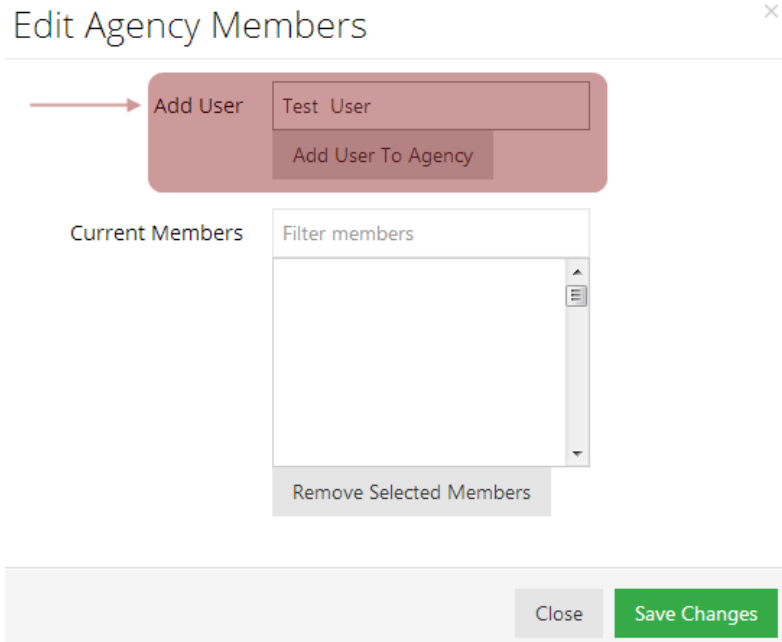 Edit Agency Members
Add User
Test  User
Add User To Agency
Current Members
Filter members
Remove Selected Members
Close
Save Changes